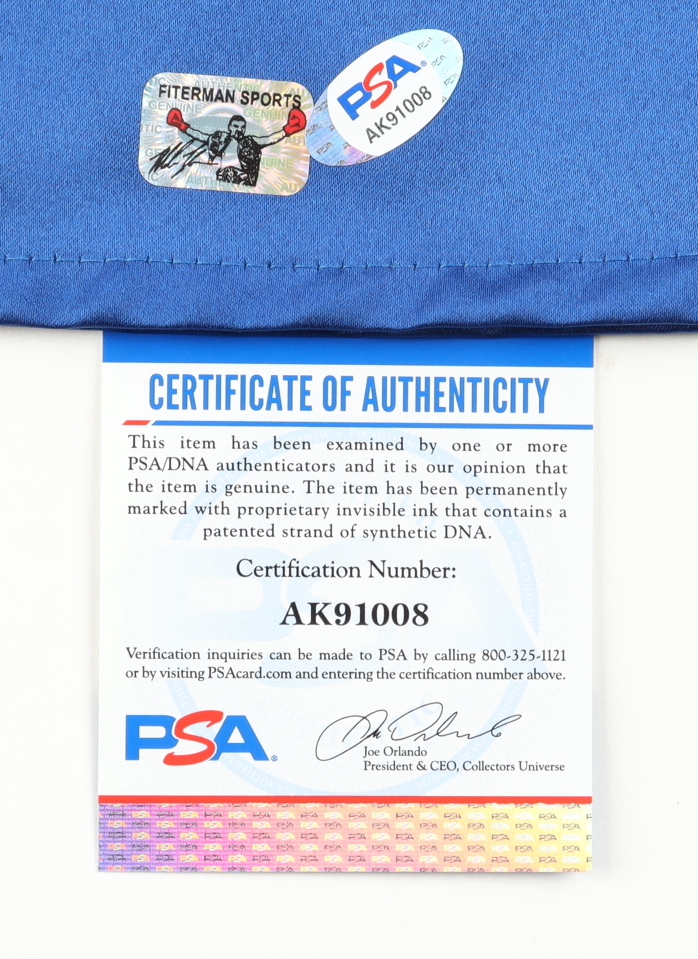 FITERMAN SPORTS
GENUINE
AUTHENTIC
PSA
AK91008
CERTIFICATE OF AUTHENTICITY
This item has been examined by one or more
PSA/DNA authenticators and it is our opinion that
the item is genuine. The item has been permanently
marked with proprietary invisible ink that contains a
patented strand of synthetic DNA.
Certification Number:
AK91008
Verification inquiries can be made to PSA by calling 800-325-1121
or by visiting PSAcard.com and entering the certification number above.
PSA®
Joe Orlando
President & CEO, Collectors Universe